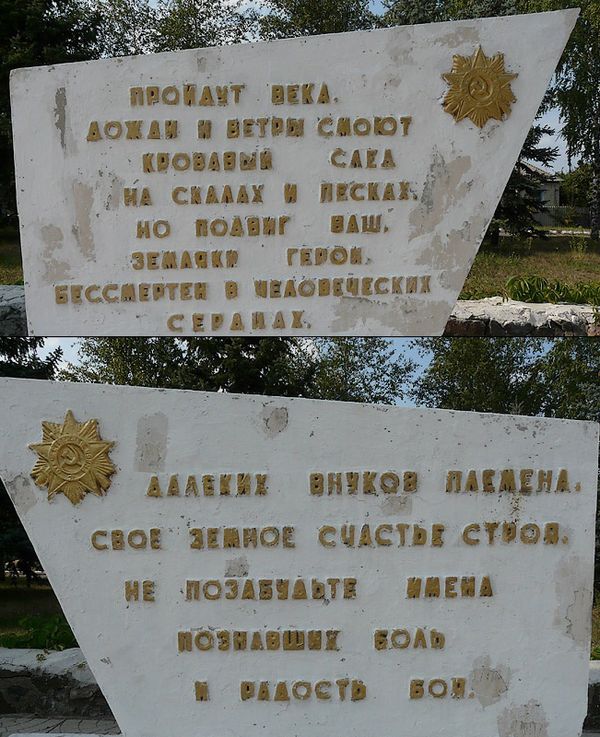 ПРОЙДУТ ВЕКА.
ДОЖДИ И ВЕТРЫ СМОЮТ
КРОВАВЫЙ СЛЕД
НА СКАЛАХ И ПЕСКАХ.
НО ПОДВИГ ВАШ,
ЗЕМЛЯКИ ГЕРОИ,
БЕССМЕРТЕН В ЧЕЛОВЕЧЕСКИХ
СЕРДЦАХ.
ДАЛЕКИХ ВНУКОВ ПЛЕМЕНА,
СВОЕ ЗЕМНОЕ СЧАСТЬЕ СТРОЯ,
НЕ ПОЗАБУДЬТЕ ИМЕНА
ПОЗНАВШИХ БОЛЬ
И РАДОСТЬ БОЯ.